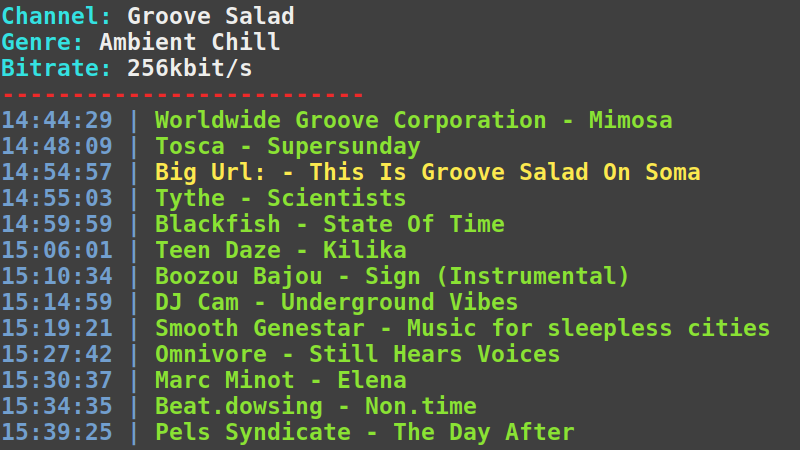 Channel: Groove Salad
Genre: Ambient Chill
Bitrate: 256kbit/s
--------------------------
14:44:29 | Worldwide Groove Corporation - Mimosa
14:48:09 | Tosca - Supersunday
14:54:57 | Big Url: - This Is Groove Salad On Soma
14:55:03 | Tythe - Scientists
14:59:59 | Blackfish - State Of Time
15:06:01 | Teen Daze - Kilika
15:10:34 | Boozou Bajou - Sign (Instrumental)
15:14:59 | DJ Cam - Underground Vibes
15:19:21 | Smooth Genestar - Music for sleepless cities
15:27:42 | Omnivore - Still Hears Voices
15:30:37 | Marc Minot - Elena
15:34:35 | Beat.dowsing - Non.time
15:39:25 | Pels Syndicate - The Day After